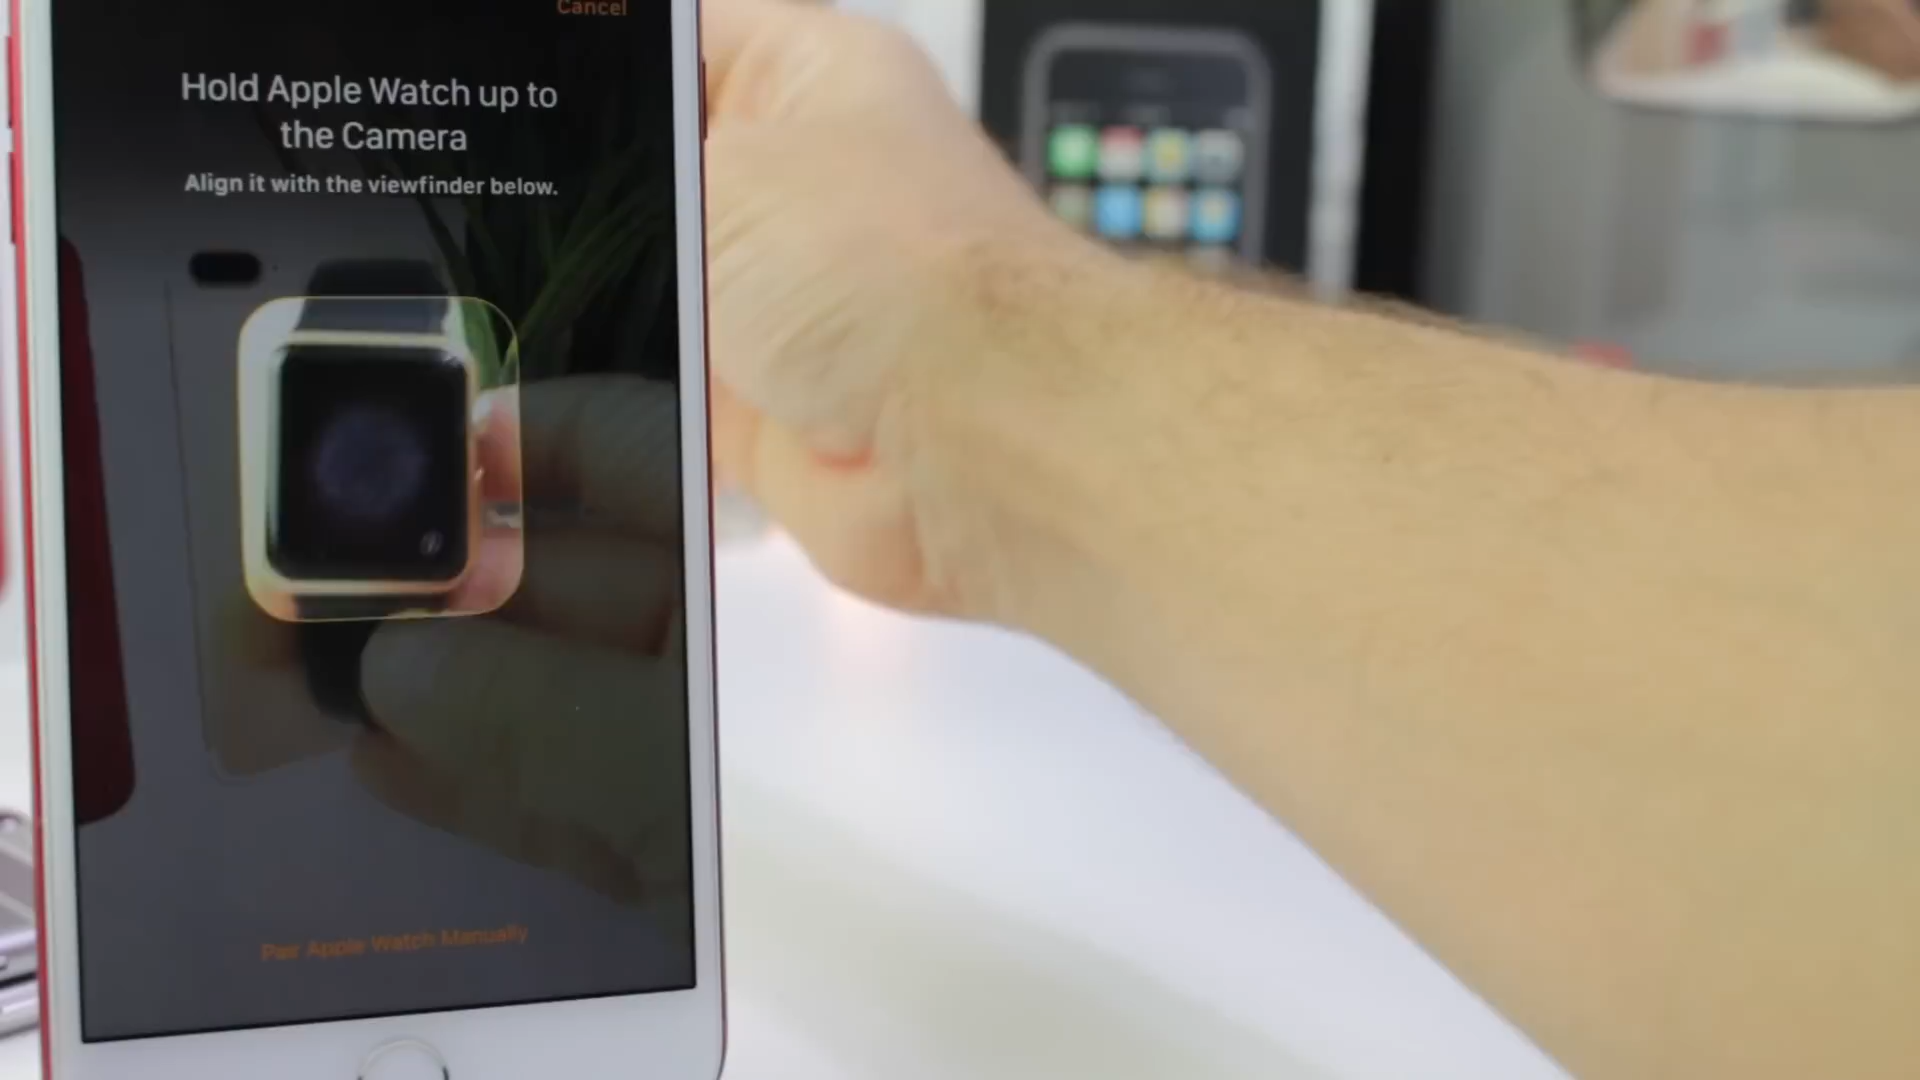 Cancel
Hold Apple Watch up to
the Camera
Align it with the viewfinder below.
Pair Apple Watch Manually